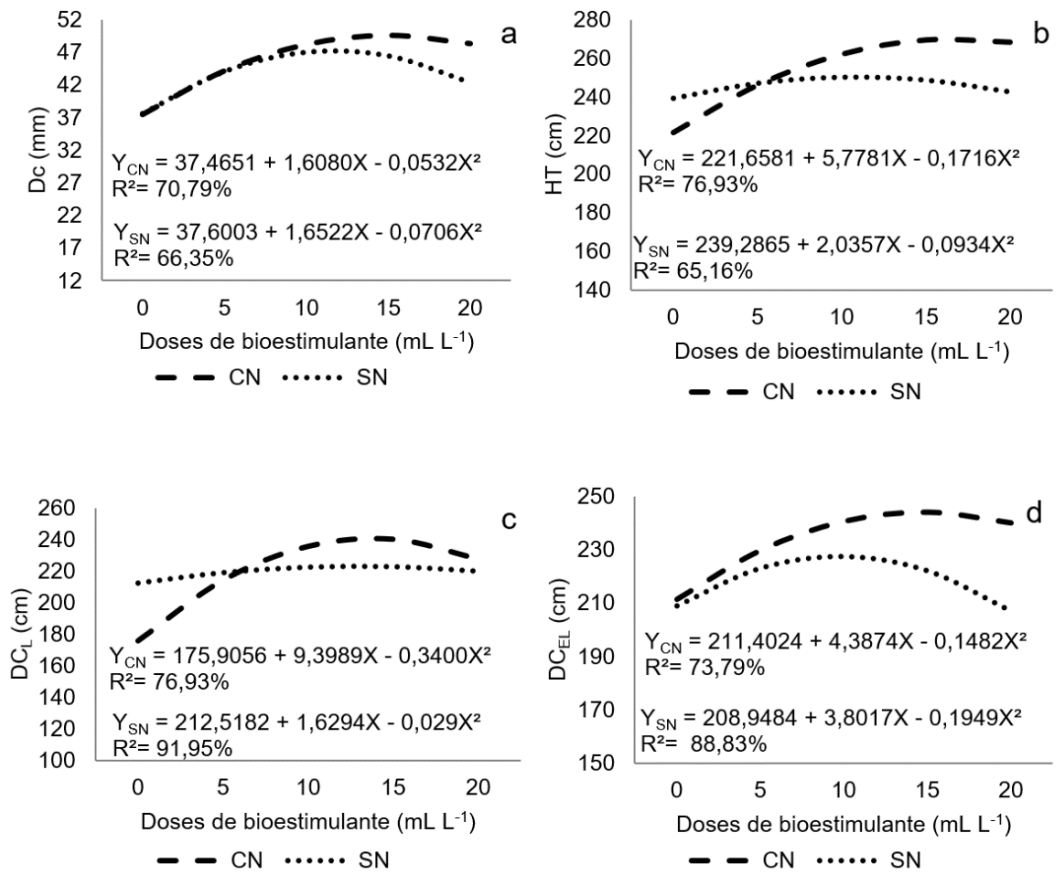 a
52
47
42
37
32
27
22
17
12
Dc (mm)
Y_CN = 37,4651 + 1,6080X - 0,0532X²
R²= 70,79%
Y_SN = 37,6003 + 1,6522X - 0,0706X²
R²= 66,35%
0 5 10 15 20
Doses de bioestimulante (mL L⁻¹)
CN SN
b
280
260
240
220
200
180
160
140
HT (cm)
Y_CN = 221,6581 + 5,7781X - 0,1716X²
R²= 76,93%
Y_SN = 239,2865 + 2,0357X - 0,0934X²
R²= 65,16%
0 5 10 15 20
Doses de bioestimulante (mL L⁻¹)
CN SN
c
260
240
220
200
180
160
140
120
100
DC_L (cm)
Y_CN = 175,9056 + 9,3989X - 0,3400X²
R²= 76,93%
Y_SN = 212,5182 + 1,6294X - 0,029X²
R²= 91,95%
0 5 10 15 20
Doses de bioestimulante (mL L⁻¹)
CN SN
d
250
230
210
190
170
150
DC_EL (cm)
Y_CN = 211,4024 + 4,3874X - 0,1482X²
R²= 73,79%
Y_SN = 208,9484 + 3,8017X - 0,1949X²
R²= 88,83%
0 5 10 15 20
Doses de bioestimulante (mL L⁻¹)
CN SN